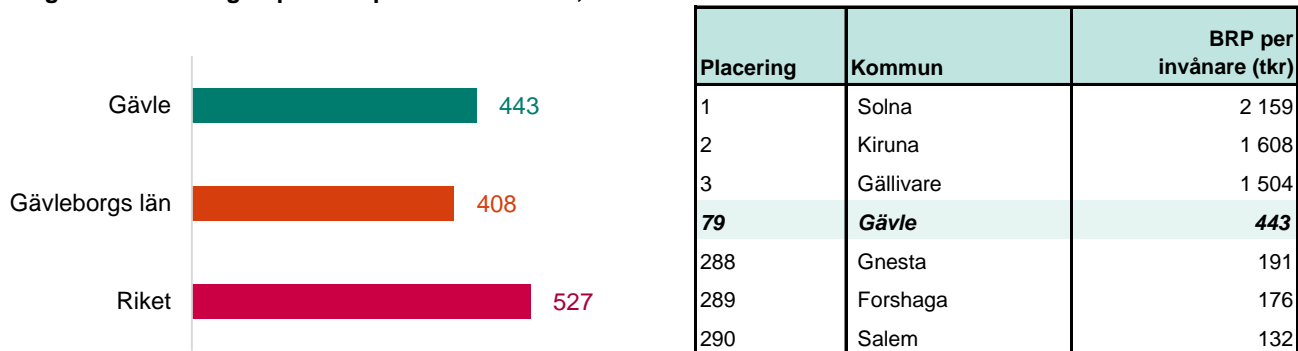 Gävle 443
Gävleborgs län 408
Riket 527
Placering Kommun BRP per invånare (tkr)
1 Solna 2 159
2 Kiruna 1 608
3 Gällivare 1 504
79 Gävle 443
288 Gnesta 191
289 Forshaga 176
290 Salem 132